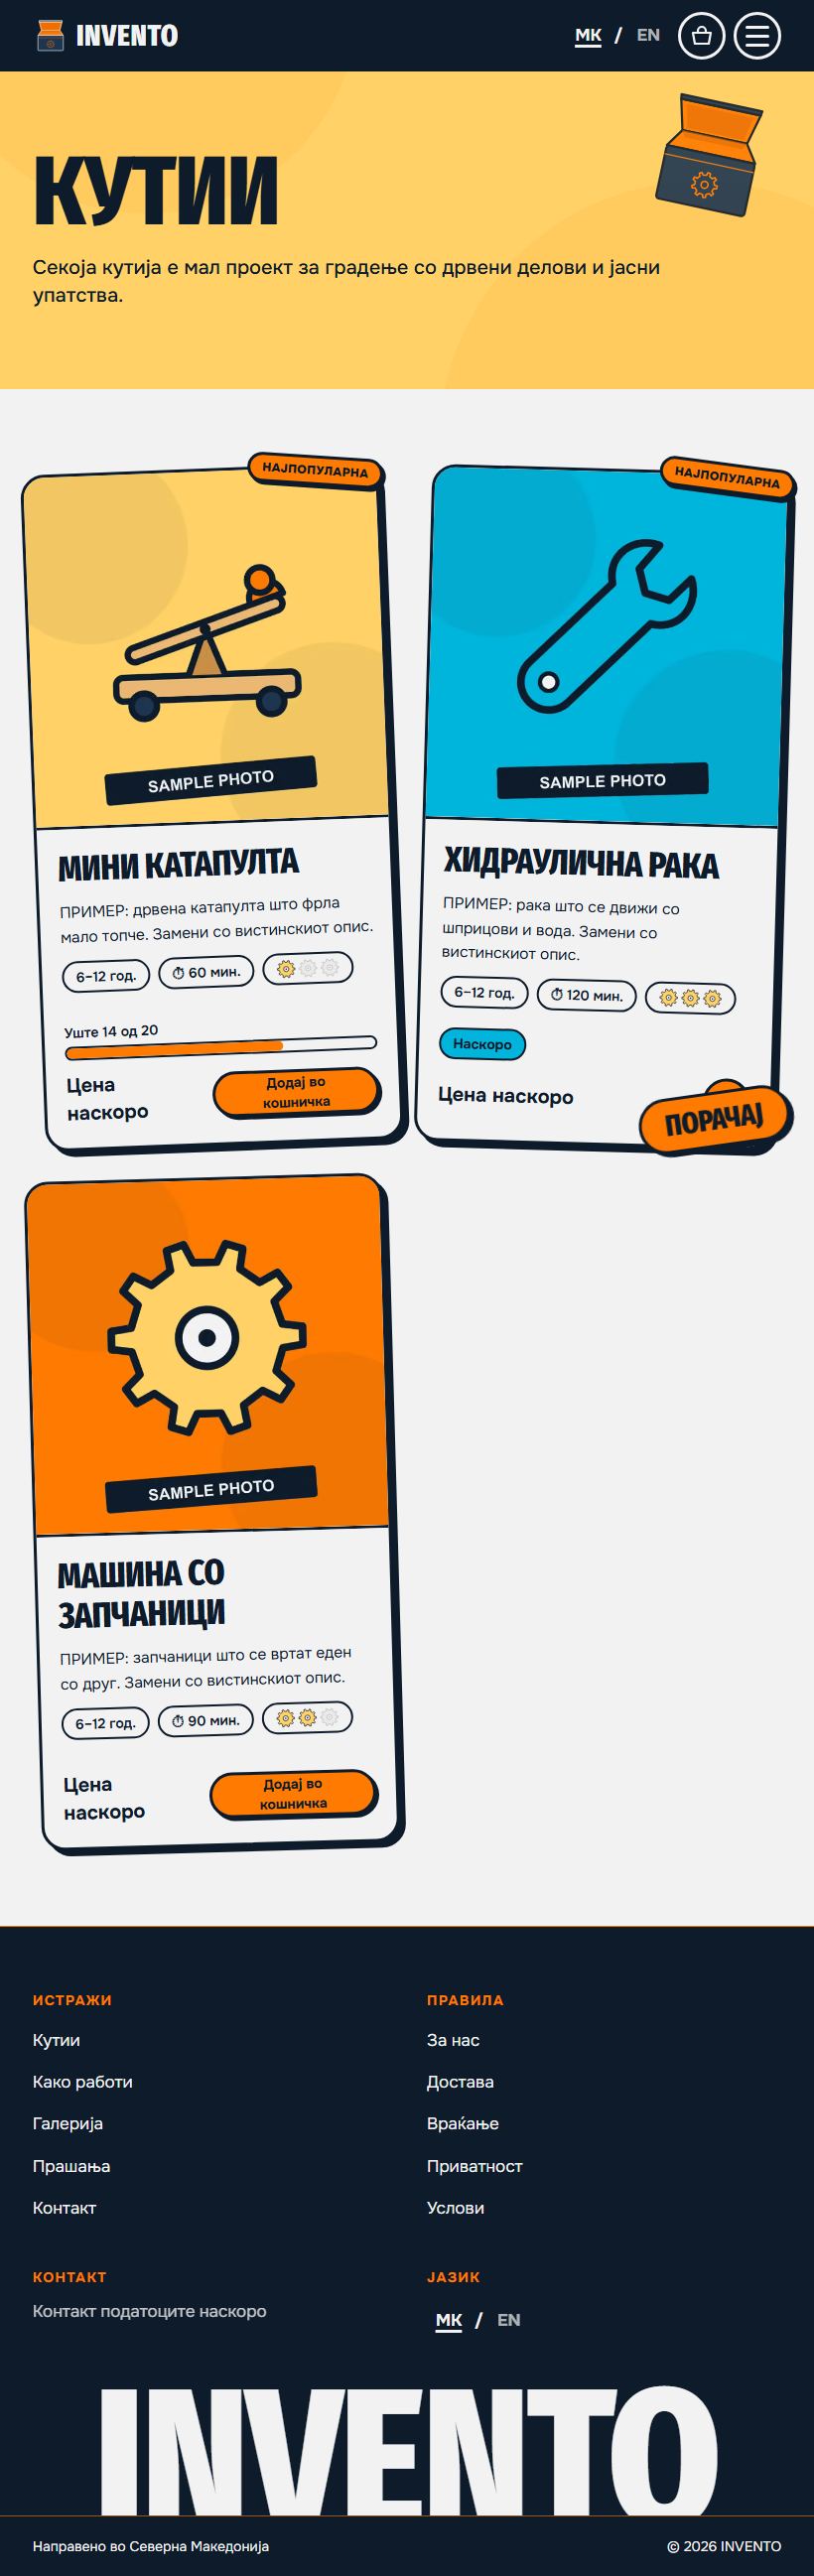 INVENTO
MK / EN
КУТИИ
Секоја кутија е мал проект за градење со дрвени делови и јасни
упатства.
НАЈПОПУЛАРНА
SAMPLE PHOTO
МИНИ КАТАПУЛТА
ПРИМЕР: дрвена катапулта што фрла
мало топче. Замени со вистинскиот опис.
6–12 год.
60 мин.
Уште 14 од 20
Цена
наскоро
Додај во
кошничка
НАЈПОПУЛАРНА
SAMPLE PHOTO
ХИДРАУЛИЧНА РАКА
ПРИМЕР: рака што се движи со
шприцови и вода. Замени со
вистинскиот опис.
6–12 год.
120 мин.
Наскоро
Цена наскоро
ПОРАЧАЈ
SAMPLE PHOTO
МАШИНА СО
ЗАПЧАНИЦИ
ПРИМЕР: запчаници што се вртат еден
со друг. Замени со вистинскиот опис.
6–12 год.
90 мин.
Цена
наскоро
Додај во
кошничка
ИСТРАЖИ
Кутии
Како работи
Галерија
Прашања
Контакт
ПРАВИЛА
За нас
Достава
Враќање
Приватност
Услови
КОНТАКТ
Контакт податоците наскоро
ЈАЗИК
MK / EN
INVENTO
Направено во Северна Македонија
© 2026 INVENTO